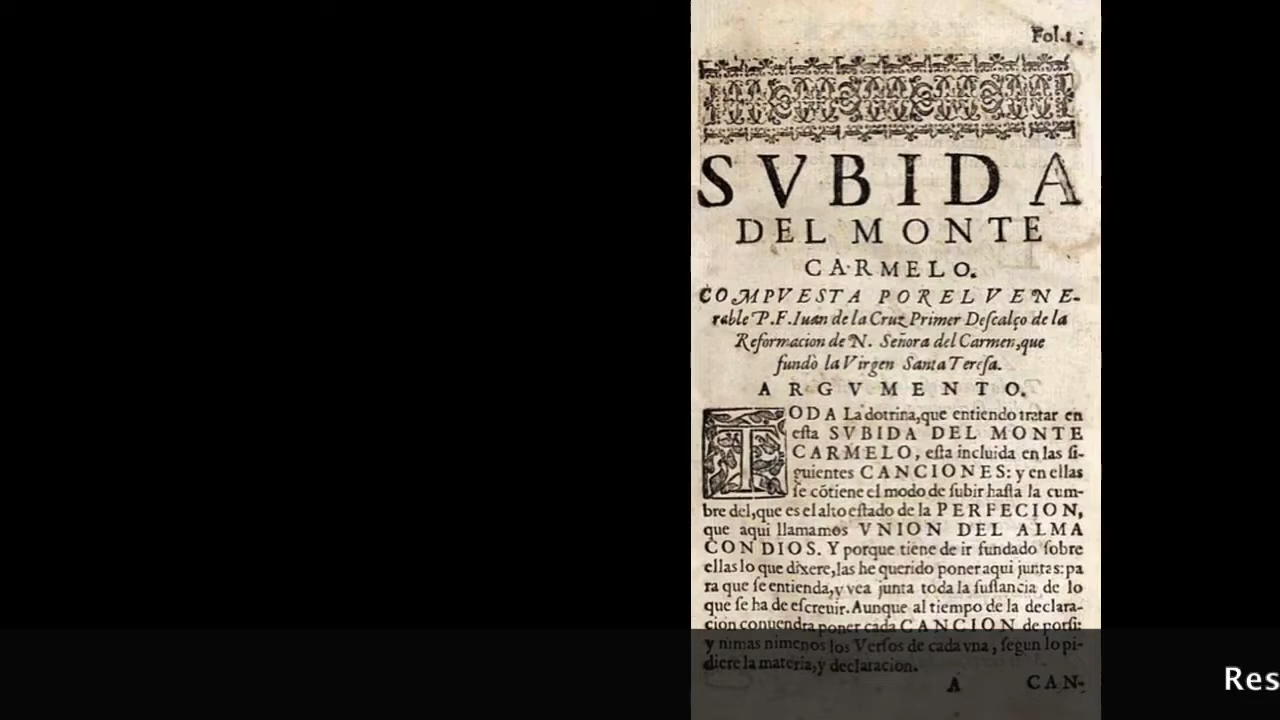 Fol.1.
SVBIDA
DEL MONTE
CARMELO.
COMPVESTA POR EL VENE-
rable P.F.Iuan de la Cruz Primer Descalço de la
Reformacion de N. Señora del Carmen,que
fundò la Virgen Santa Teresa.
ARGVMENTO.
TODA La dotrina,que entiendo tratar en
esta SVBIDA DEL MONTE
CARMELO, esta incluida en las si-
guientes CANCIONES: y en ellas
se cõtiene el modo de subir hasta la cum-
bre del,que es el alto estado de la PERFECION,
que aqui llamamos VNION DEL ALMA
CON DIOS. Y porque tiene de ir fundado sobre
ellas lo que dixere,las he querido poner aqui juntas: pa
ra que se entienda,y vea junta toda la sustancia de lo
que se ha de escreuir. Aunque al tiempo de la declara-
cion conuendra poner cada CANCION de porsi:
y nimas nimenos los Versos de cada vna, segun lo pi-
diere la materia,y declaracion.
A CAN-
Res